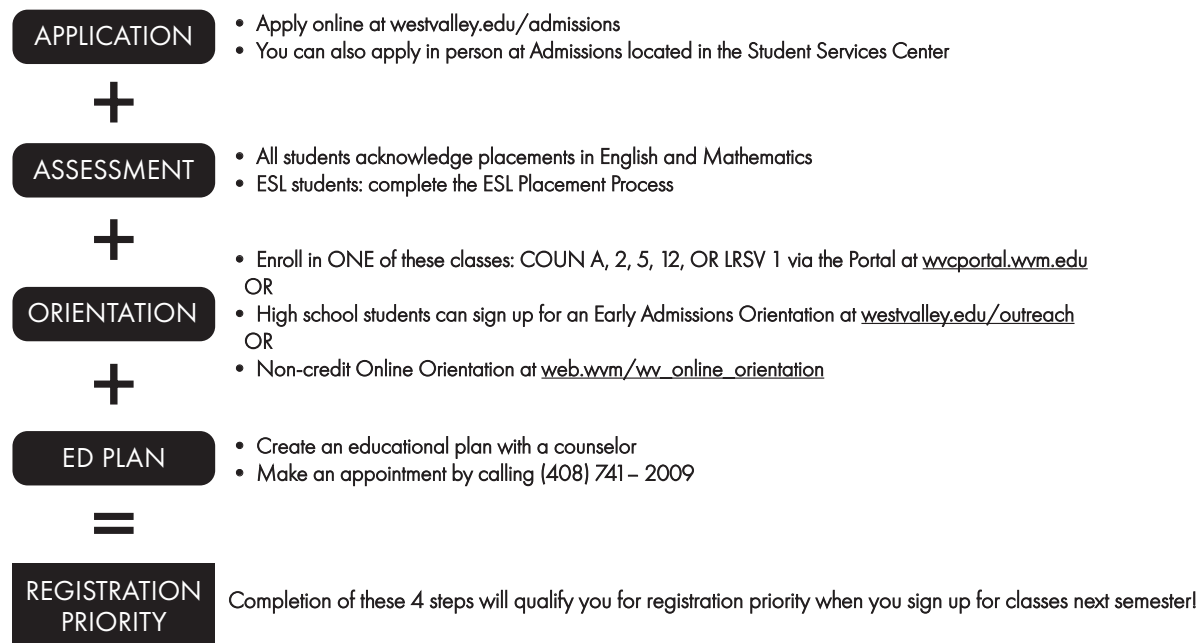 APPLICATION
• Apply online at westvalley.edu/admissions
• You can also apply in person at Admissions located in the Student Services Center
+
ASSESSMENT
• All students acknowledge placements in English and Mathematics
• ESL students: complete the ESL Placement Process
+
ORIENTATION
• Enroll in ONE of these classes: COUN A, 2, 5, 12, OR LRSV 1 via the Portal at wvcportal.wvm.edu
OR
• High school students can sign up for an Early Admissions Orientation at westvalley.edu/outreach
OR
• Non-credit Online Orientation at web.wvm/wv_online_orientation
+
ED PLAN
• Create an educational plan with a counselor
• Make an appointment by calling (408) 741– 2009
=
REGISTRATION
PRIORITY
Completion of these 4 steps will qualify you for registration priority when you sign up for classes next semester!